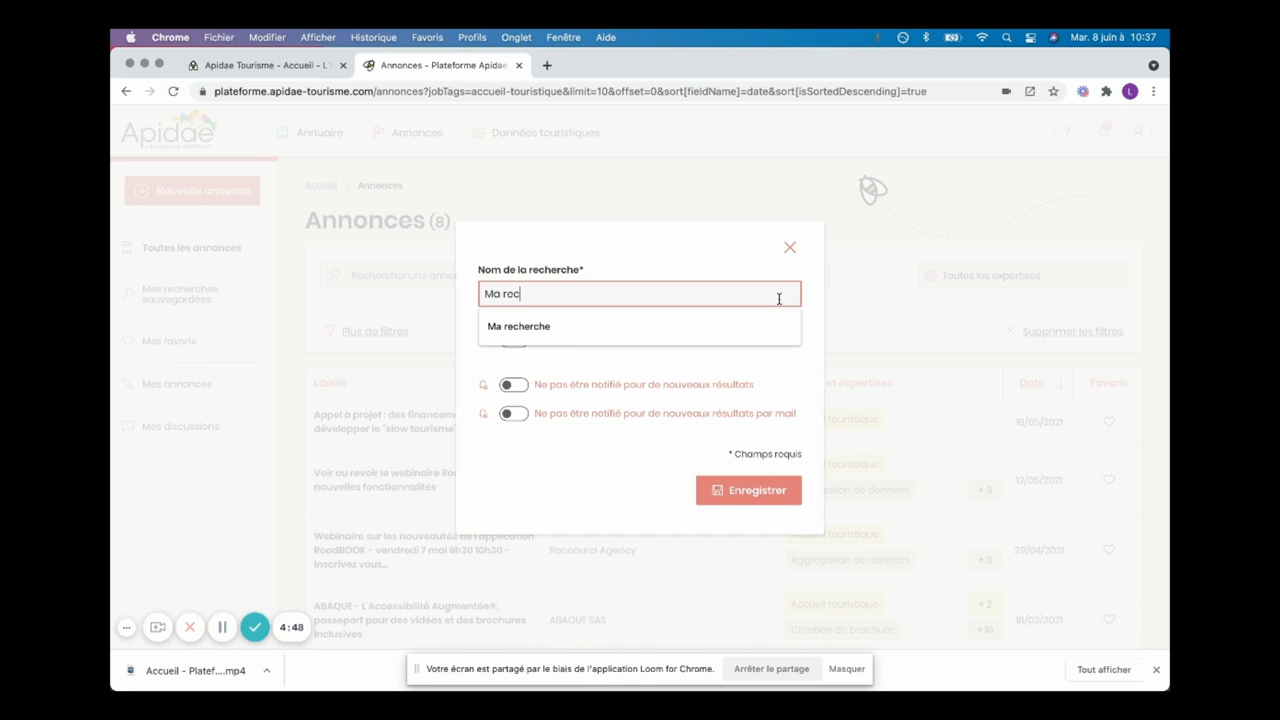 Chrome Fichier Modifier Afficher Historique Favoris Profils Onglet Fenêtre Aide Mar. 8 juin à 10:37
Apidae Tourisme - Accueil - L'
Annonces - Plateforme Apidae
plateforme.apidae-tourisme.com/annonces?jobTags=accueil-touristique&limit=10&offset=0&sort[fieldName]=date&sort[isSortedDescending]=true
Apidae
Annuaire
Annonces
Données touristiques
?
Nouvelle annonce
Toutes les annonces
Mes recherches
sauvegardées
Mes favoris
Mes annonces
Mos discussions
Accueil > Annonces
Annonces (8)
Rechercher une anno
Toutes les expertises
Plus de filtres
Supprimer les filtres
Nom de la recherche*
Ma rec
Ma recherche
Ne pas être notifié pour de nouveaux résultats
Ne pas être notifié pour de nouveaux résultats par mail
* Champs requis
Enregistrer
Libellé
et expertises
Date
Favoris
Appel à projet : des financem
développer le "slow tourisme"
il touristique
18/05/2021
Voir ou revoir le webinaire Ro
nouvelles fonctionnalités
il touristique
ation de données
+3
12/05/2021
Webinaire sur les nouveautés de l'application
RoadBOOK - vendredi 7 mai 9h30 10h30 -
inscrivez vous...
Raccourci Agency
Accueil touristique
Aggrégation de données
+3
29/04/2021
ABAQUE - L'Accessibilité Augmentée®,
passeport pour des vidéos et des brochures
inclusives
ABAQUE SAS
Accueil touristique
+2
Création de brochure
+10
18/03/2021
4:48
Votre écran est partagé par le biais de l'application Loom for Chrome.
Arrêter le partage
Masquer
Accueil - Platef....mp4
Tout afficher